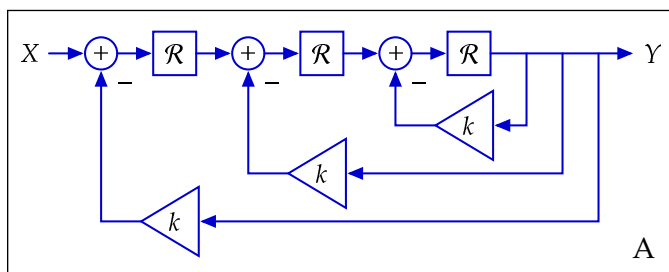 X + ℛ + ℛ + ℛ Y
− − −
k
k
k
A